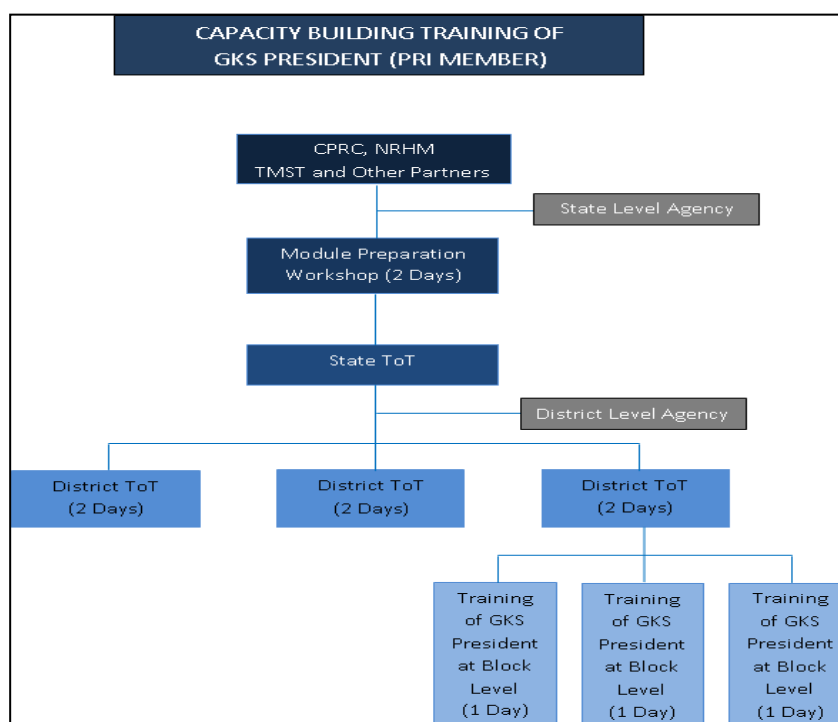 CAPACITY BUILDING TRAINING OF
GKS PRESIDENT (PRI MEMBER)
CPRC, NRHM
TMST and Other Partners
State Level Agency
Module Preparation
Workshop (2 Days)
State ToT
District Level Agency
District ToT
(2 Days)
District ToT
(2 Days)
District ToT
(2 Days)
Training
of GKS
President
at Block
Level
(1 Day)
Training
of GKS
President
at Block
Level
(1 Day)
Training
of GKS
President
at Block
Level
(1 Day)